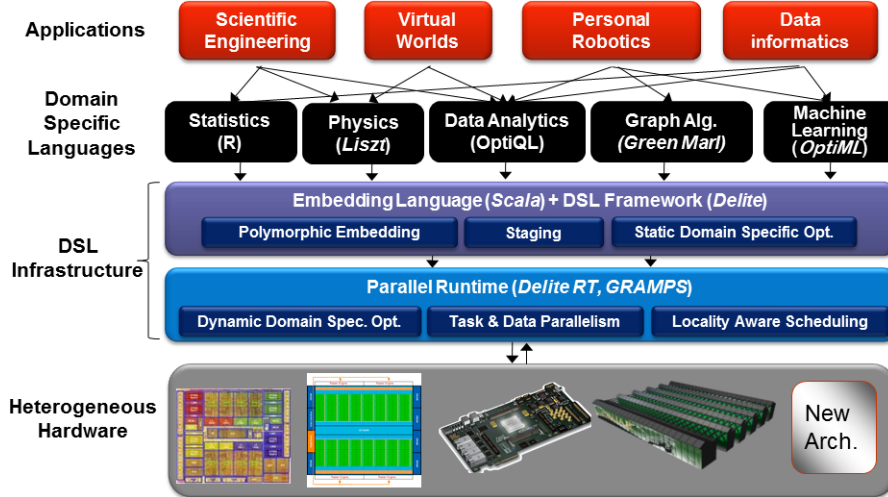 Applications
Scientific
Engineering
Virtual
Worlds
Personal
Robotics
Data
informatics
Domain
Specific
Languages
Statistics
(R)
Physics
(Liszt)
Data Analytics
(OptiQL)
Graph Alg.
(Green Marl)
Machine
Learning
(OptiML)
DSL
Infrastructure
Embedding Language (Scala) + DSL Framework (Delite)
Polymorphic Embedding
Staging
Static Domain Specific Opt.
Parallel Runtime (Delite RT, GRAMPS)
Dynamic Domain Spec. Opt.
Task & Data Parallelism
Locality Aware Scheduling
Heterogeneous
Hardware
New
Arch.